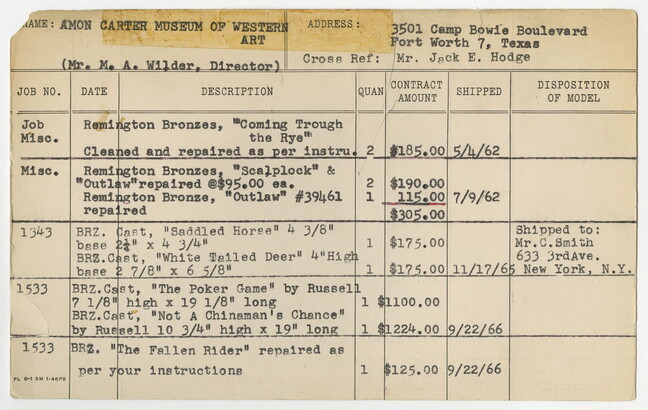 NAME: AMON CARTER MUSEUM OF WESTERN ART
ADDRESS: 3501 Camp Bowie Boulevard
Fort Worth 7, Texas
(Mr. M. A. Wilder, Director)
Cross Ref: Mr. Jack E. Hodge
JOB NO. DATE DESCRIPTION QUAN CONTRACT AMOUNT SHIPPED DISPOSITION OF MODEL
Job Remington Bronzes, "Coming Trough
Misc. the Rye"
Cleaned and repaired as per instru. 2 $185.00 5/4/62
Misc. Remington Bronzes, "Scalplock" &
"Outlaw"repaired @$95.00 ea. 2 $190.00
Remington Bronze, "Outlaw" #39461 1 115.00 7/9/62
repaired $305.00
1343 BRZ. Cast, "Saddled Horse" 4 3/8" Shipped to:
base 2¼" x 4 3/4" 1 $175.00 Mr.C.Smith
BRZ.Cast, "White Tailed Deer" 4"High 633 3rdAve.
base 2 7/8" x 6 5/8" 1 $175.00 11/17/65 New York, N.Y.
1533 BRZ.Cast, "The Poker Game" by Russell
7 1/8" high x 19 1/8" long 1 $1100.00
BRZ.Cast, "Not A Chinaman's Chance"
by Russell 10 3/4" high x 19" long 1 $1224.00 9/22/66
1533 BRZ. "The Fallen Rider" repaired as
per your instructions 1 $125.00 9/22/66
PL 8-1 3M 1-46PS